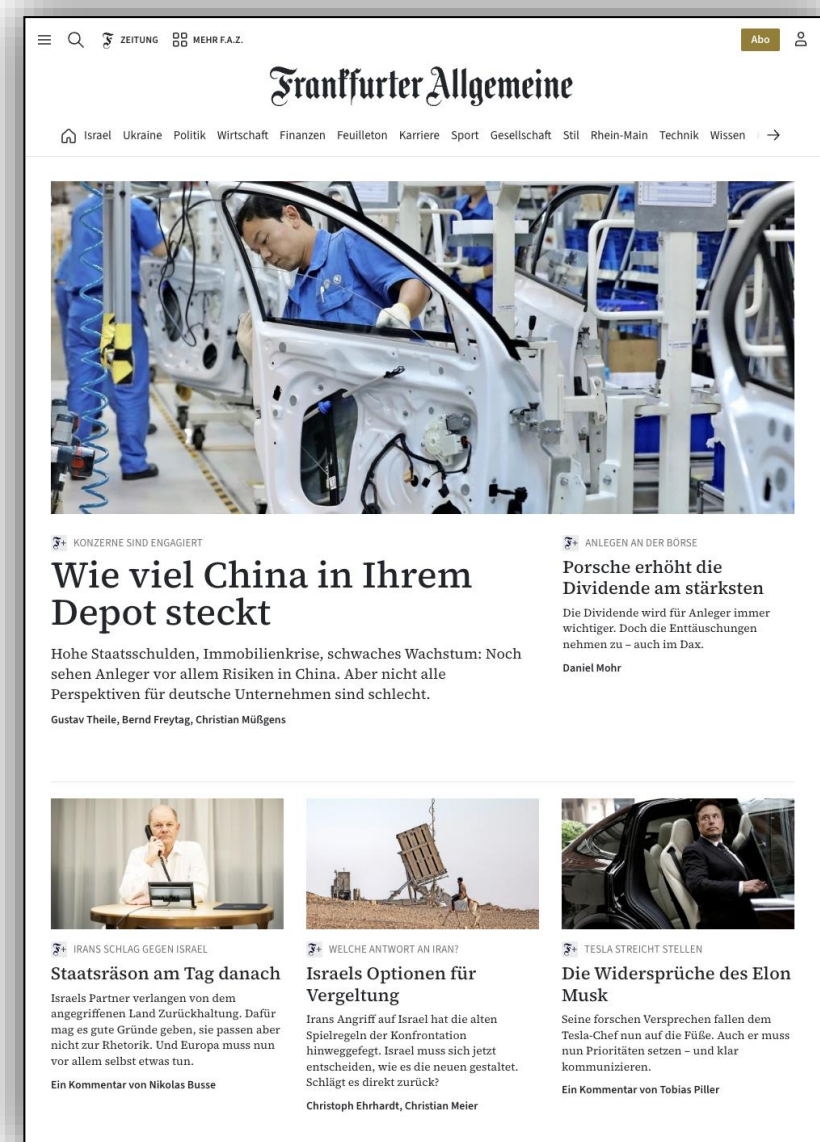 ZEITUNG
MEHR F.A.Z.
Abo
Frankfurter Allgemeine
Israel Ukraine Politik Wirtschaft Finanzen Feuilleton Karriere Sport Gesellschaft Stil Rhein-Main Technik Wissen
F+ KONZERNE SIND ENGAGIERT
Wie viel China in Ihrem
Depot steckt
Hohe Staatsschulden, Immobilienkrise, schwaches Wachstum: Noch
sehen Anleger vor allem Risiken in China. Aber nicht alle
Perspektiven für deutsche Unternehmen sind schlecht.
Gustav Theile, Bernd Freytag, Christian Müßgens
F+ ANLEGEN AN DER BÖRSE
Porsche erhöht die
Dividende am stärksten
Die Dividende wird für Anleger immer
wichtiger. Doch die Enttäuschungen
nehmen zu – auch im Dax.
Daniel Mohr
F+ IRANS SCHLAG GEGEN ISRAEL
Staatsräson am Tag danach
Israels Partner verlangen von dem
angegriffenen Land Zurückhaltung. Dafür
mag es gute Gründe geben, sie passen aber
nicht zur Rhetorik. Und Europa muss nun
vor allem selbst etwas tun.
Ein Kommentar von Nikolas Busse
F+ WELCHE ANTWORT AN IRAN?
Israels Optionen für
Vergeltung
Irans Angriff auf Israel hat die alten
Spielregeln der Konfrontation
hinweggefegt. Israel muss sich jetzt
entscheiden, wie es die neuen gestaltet.
Schlägt es direkt zurück?
Christoph Ehrhardt, Christian Meier
F+ TESLA STREICHT STELLEN
Die Widersprüche des Elon
Musk
Seine forschen Versprechen fallen dem
Tesla-Chef nun auf die Füße. Auch er muss
nun Prioritäten setzen – und klar
kommunizieren.
Ein Kommentar von Tobias Piller